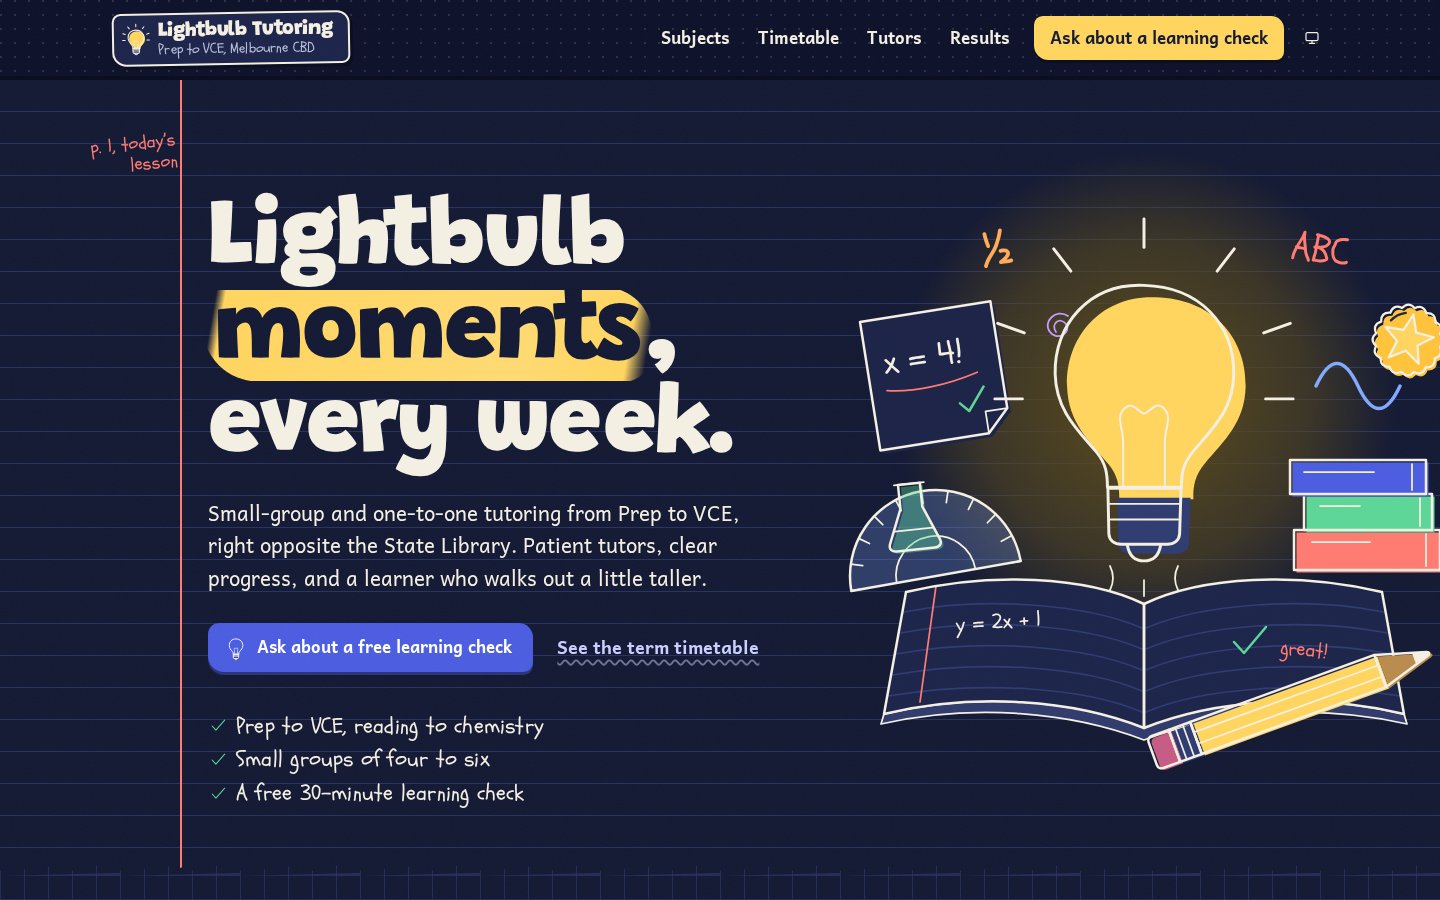 Lightbulb Tutoring
Prep to VCE, Melbourne CBD
Subjects
Timetable
Tutors
Results
Ask about a learning check
p. 1, today's
lesson
Lightbulb
moments,
every week.
Small-group and one-to-one tutoring from Prep to VCE,
right opposite the State Library. Patient tutors, clear
progress, and a learner who walks out a little taller.
Ask about a free learning check
See the term timetable
Prep to VCE, reading to chemistry
Small groups of four to six
A free 30-minute learning check
½
ABC
x = 4!
y = 2x + 1
great!